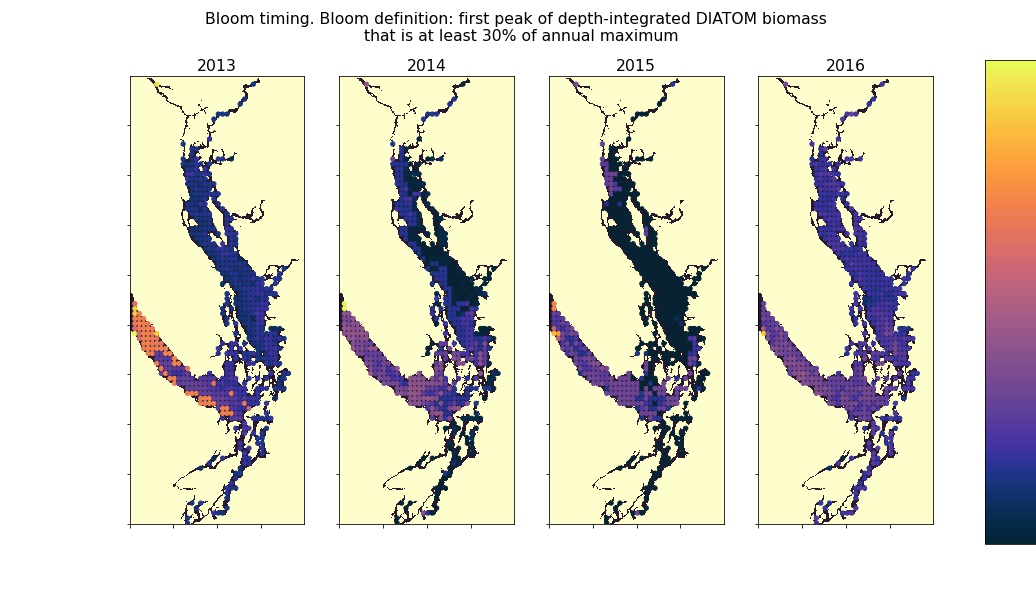 Bloom timing. Bloom definition: first peak of depth-integrated DIATOM biomass
that is at least 30% of annual maximum
2013
2014
2015
2016